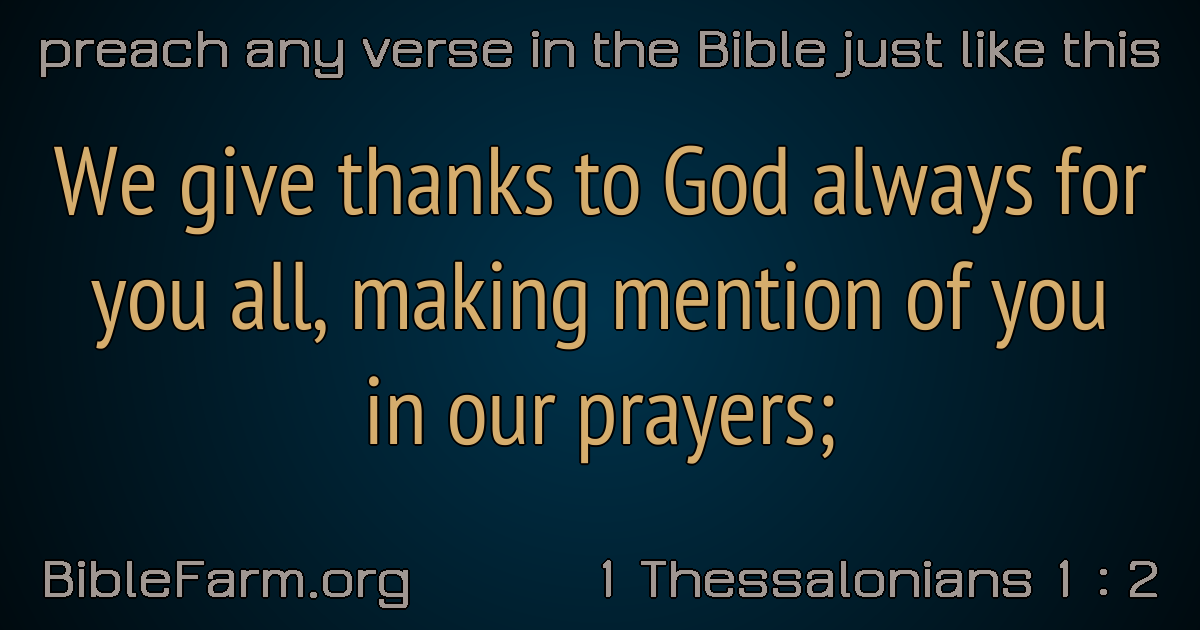 preach any verse in the Bible just like this
We give thanks to God always for
you all, making mention of you
in our prayers;
BibleFarm.org
1 Thessalonians 1 : 2